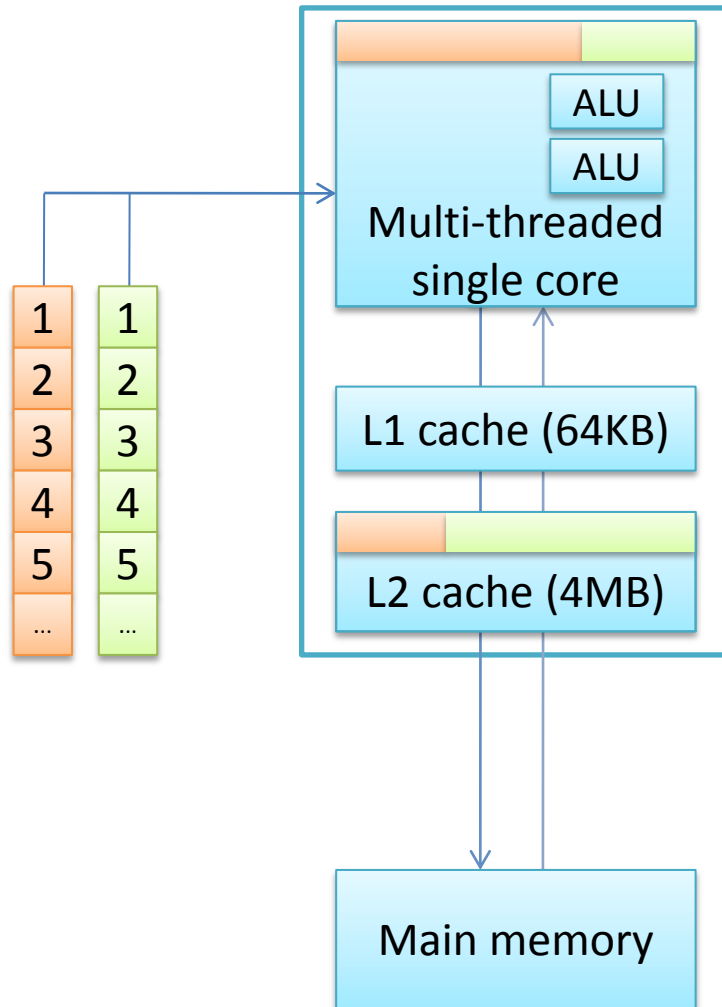 ALU
ALU
Multi-threaded
single core
1
2
3
4
5
...
1
2
3
4
5
...
L1 cache (64KB)
L2 cache (4MB)
Main memory